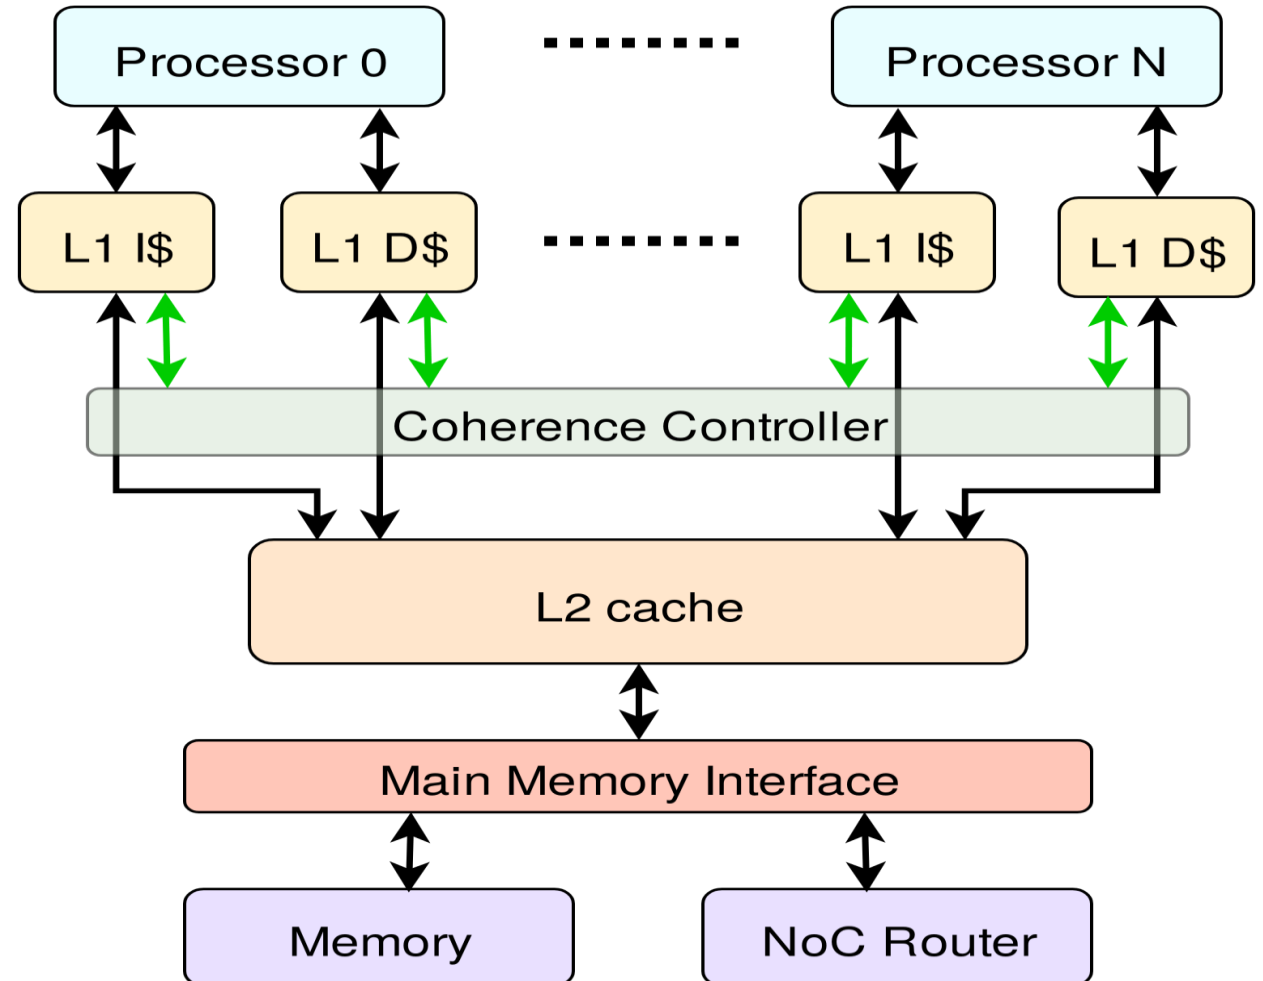 Processor 0
Processor N
L1 I$
L1 D$
L1 I$
L1 D$
Coherence Controller
L2 cache
Main Memory Interface
Memory
NoC Router